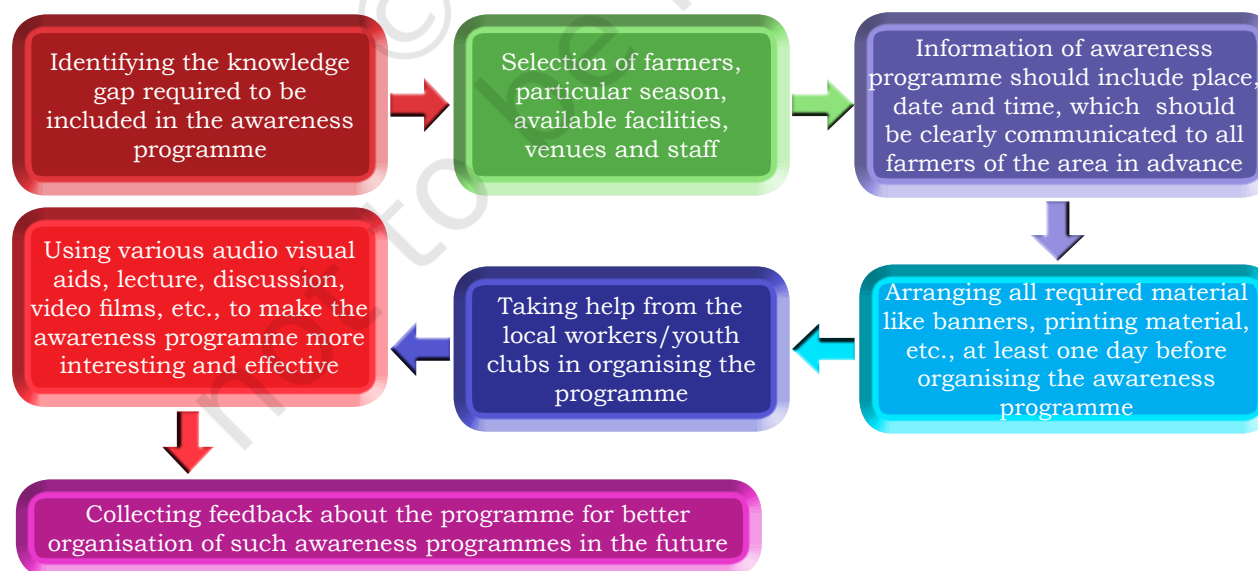 Identifying the knowledge
gap required to be
included in the awareness
programme
Selection of farmers,
particular season,
available facilities,
venues and staff
Information of awareness
programme should include place,
date and time, which should
be clearly communicated to all
farmers of the area in advance
Arranging all required material
like banners, printing material,
etc., at least one day before
organising the awareness
programme
Taking help from the
local workers/youth
clubs in organising the
programme
Using various audio visual
aids, lecture, discussion,
video films, etc., to make the
awareness programme more
interesting and effective
Collecting feedback about the programme for better
organisation of such awareness programmes in the future
©
not to be